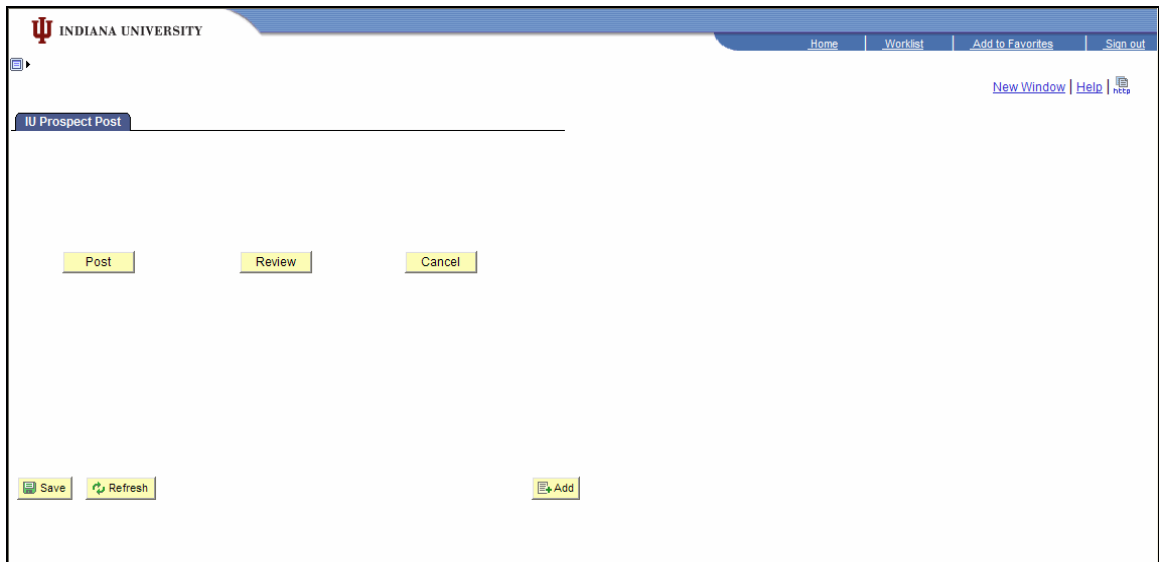 INDIANA UNIVERSITY
Home Worklist Add to Favorites Sign out
New Window | Help | http
IU Prospect Post
Post Review Cancel
Save Refresh Add